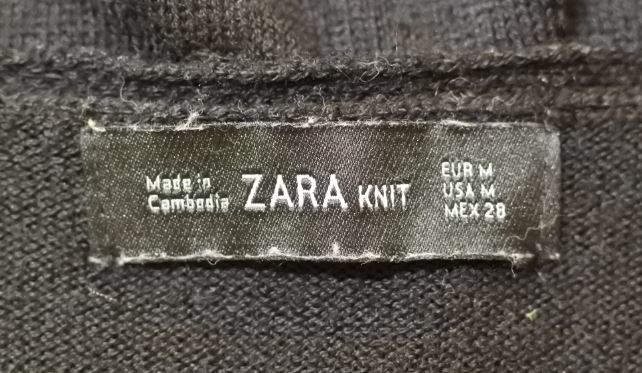 Made in
Cambodia
ZARA KNIT
EUR M
USA M
MEX 28